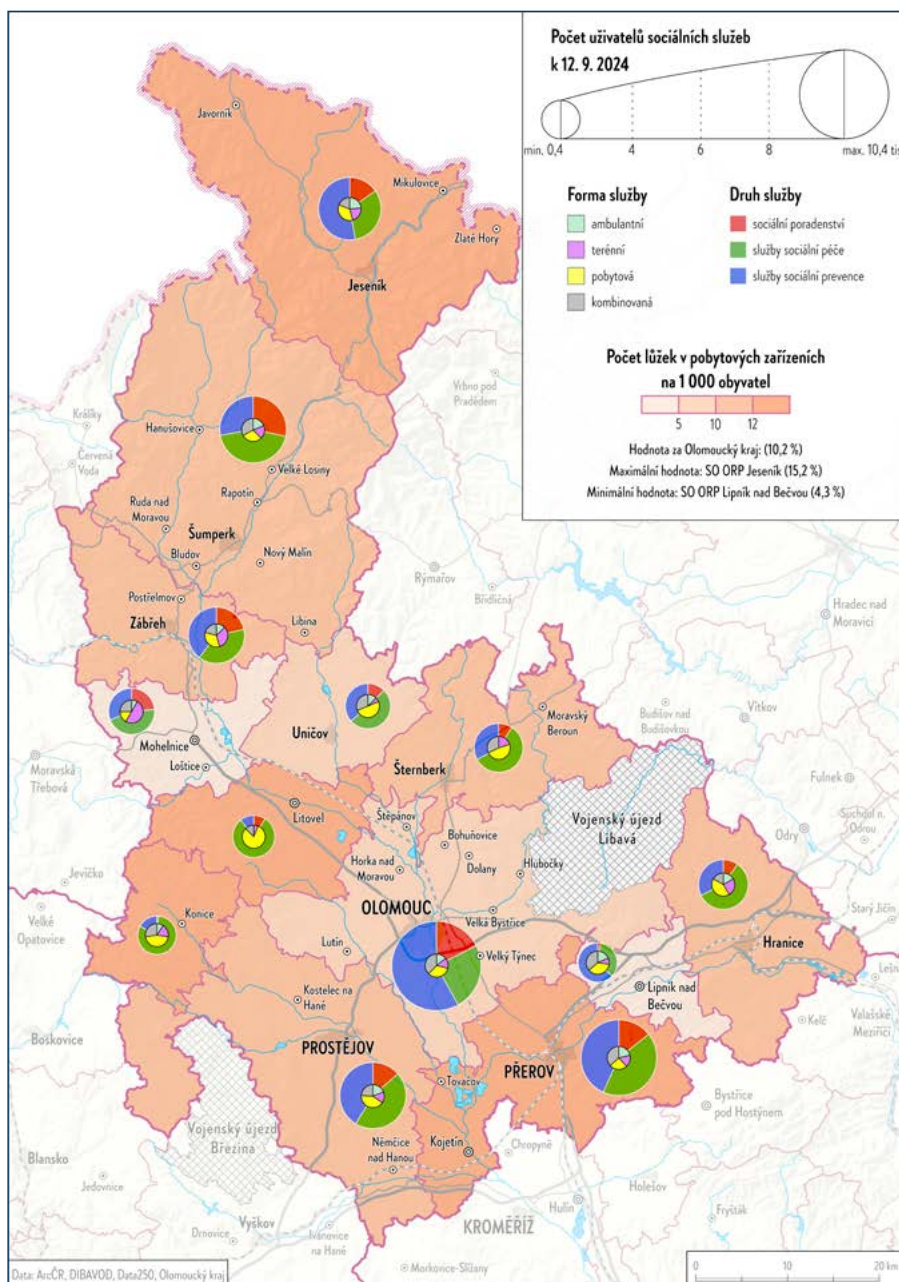 Počet uživatelů sociálních služeb
k 12. 9. 2024
4
6
8
min. 0,4
max. 10,4 tis
Forma služby
Druh služby
ambulantní
sociální poradenství
terénní
služby sociální péče
pobytová
služby sociální prevence
kombinovaná
Počet lůžek v pobytových zařízeních
na 1 000 obyvatel
5
10
12
Hodnota za Olomoucký kraj: (10,2 %)
Maximální hodnota: SO ORP Jeseník (15,2 %)
Minimální hodnota: SO ORP Lipník nad Bečvou (4,3 %)
Javorník
Mikulovice
Zlaté Hory
Jeseník
Vrbno pod
Pradědem
Králíky
Hanušovice
Červená
Voda
Velké Losiny
Rapotín
Ruda nad
Moravou
Šumperk
Bludov
Nový Malín
Rýmařov
Břidličná
Postřelmov
Zábřeh
Libina
Hradec nad
Moravicí
Moravský
Beroun
Budišov nad
Budišovkou
Vítkov
Uničov
Mohelnice
Loštice
Moravská
Třebová
Šternberk
Fulnek
Litovel
Štěpánov
Vojenský újezd
Libavá
Suchdol n.
Odrou
Odry
Bohuňovice
Dolany
Horka nad
Moravou
Hlubočky
Jevíčko
OLOMOUC
Velké
Opatovice
Konice
Velká Bystřice
Starý Jičín
Lutín
Velký Týnec
Hranice
Lipník nad
Bečvou
Lešn
Kostelec na
Hané
Valašské
Meziříčí
Kelč
Boskovice
PROSTĚJOV
PŘEROV
Tovačov
Bystřice
pod Hostýnem
Vojenský újezd
Březina
Němčice
nad Hanou
Kojetín
Chropyně
Blansko
Jedovnice
Holešov
Hulín
Fryšták
Vyškov
Drnovice
Ivanovice
na Hané
KROMĚŘÍŽ
Morkovice-Slížany
0
10
20 km
Data: ArcČR, DIBAVOD, Data250, Olomoucký kraj